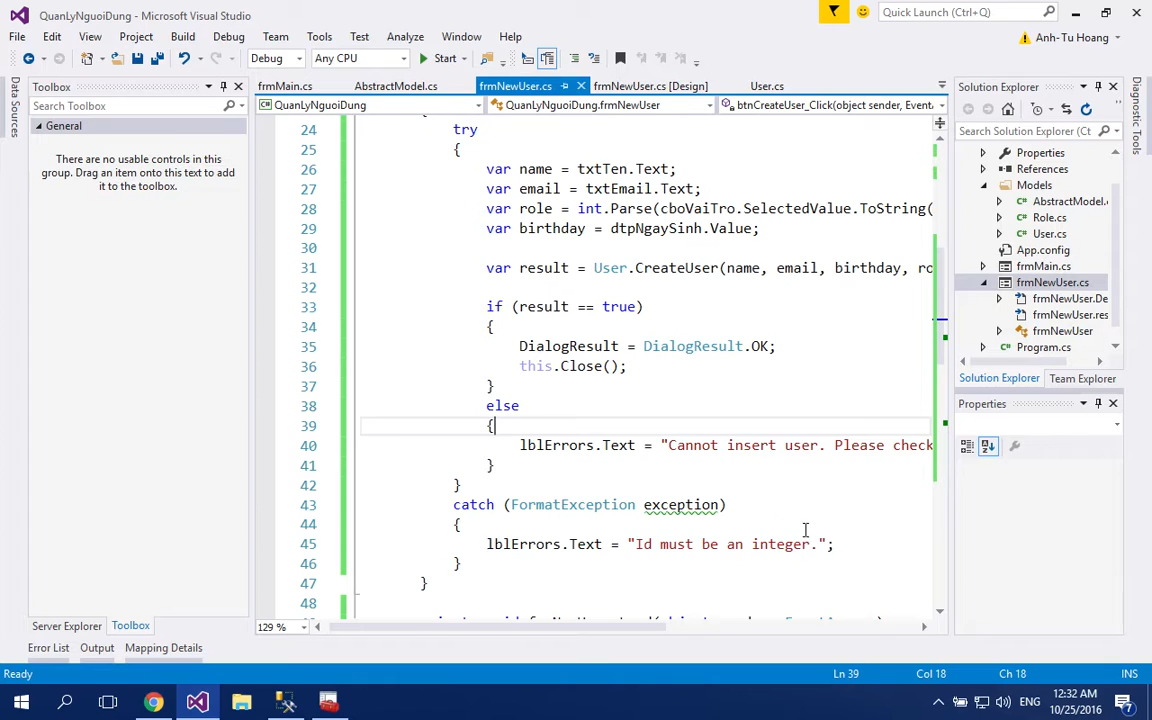 QuanLyNguoiDung - Microsoft Visual Studio
Quick Launch (Ctrl+Q)
File Edit View Project Build Debug Team Tools Test Analyze Window Help
Anh-Tu Hoang
Debug Any CPU Start
Data Sources
Toolbox
Search Toolbox
General
There are no usable controls in this
group. Drag an item onto this text to add
it to the toolbox.
Server Explorer Toolbox
frmMain.cs AbstractModel.cs frmNewUser.cs frmNewUser.cs [Design] User.cs
QuanLyNguoiDung QuanLyNguoiDung.frmNewUser btnCreateUser_Click(object sender, EventA
24 try
25 {
26 var name = txtTen.Text;
27 var email = txtEmail.Text;
28 var role = int.Parse(cboVaiTro.SelectedValue.ToString(
29 var birthday = dtpNgaySinh.Value;
30
31 var result = User.CreateUser(name, email, birthday, ro
32
33 if (result == true)
34 {
35 DialogResult = DialogResult.OK;
36 this.Close();
37 }
38 else
39 {
40 lblErrors.Text = "Cannot insert user. Please check
41 }
42 }
43 catch (FormatException exception)
44 {
45 lblErrors.Text = "Id must be an integer.";
46 }
47 }
48
129 %
Solution Explorer
Search Solution Explorer (Ct
Properties
References
Models
AbstractModel.c
Role.cs
User.cs
App.config
frmMain.cs
frmNewUser.cs
frmNewUser.De
frmNewUser.res
frmNewUser
Program.cs
Solution Explorer Team Explorer
Properties
Diagnostic Tools
Error List Output Mapping Details
Ready Ln 39 Col 18 Ch 18 INS
ENG
12:32 AM
10/25/2016
7